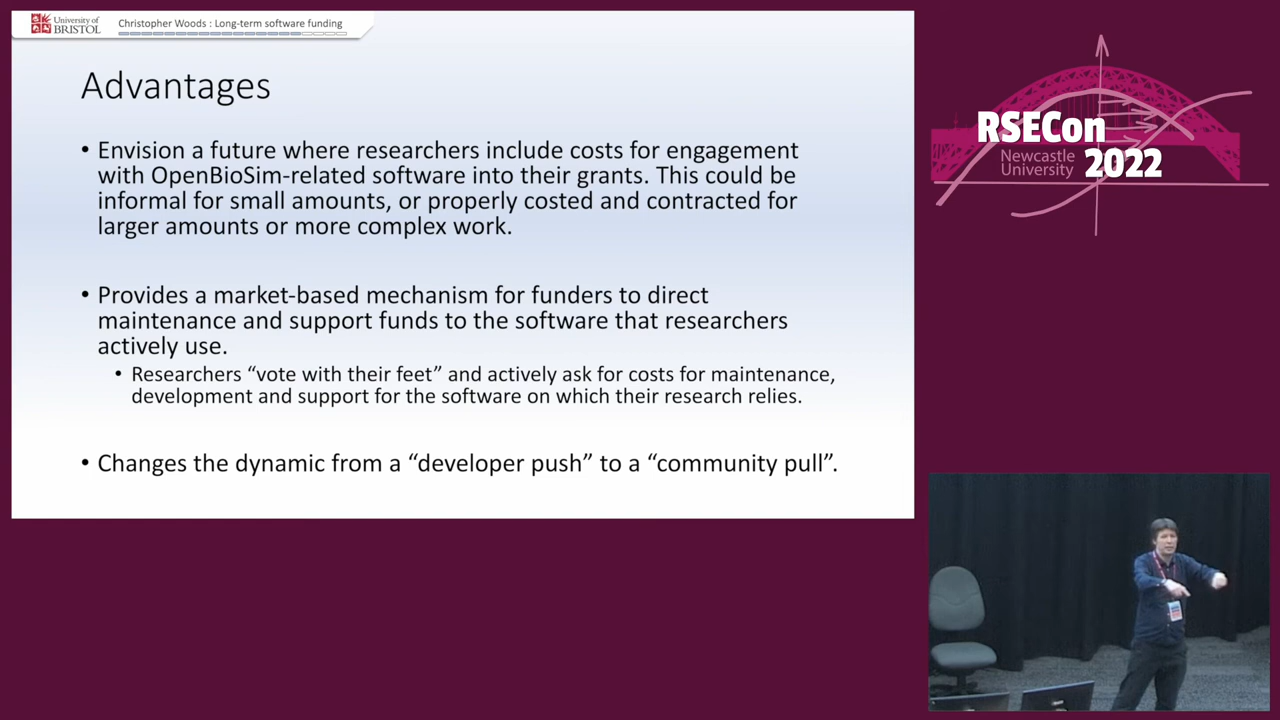 University of
BRISTOL
Christopher Woods : Long-term software funding
Advantages
• Envision a future where researchers include costs for engagement
with OpenBioSim-related software into their grants. This could be
informal for small amounts, or properly costed and contracted for
larger amounts or more complex work.
• Provides a market-based mechanism for funders to direct
maintenance and support funds to the software that researchers
actively use.
• Researchers “vote with their feet” and actively ask for costs for maintenance,
development and support for the software on which their research relies.
• Changes the dynamic from a “developer push” to a “community pull”.
RSECon
Newcastle
University
2022